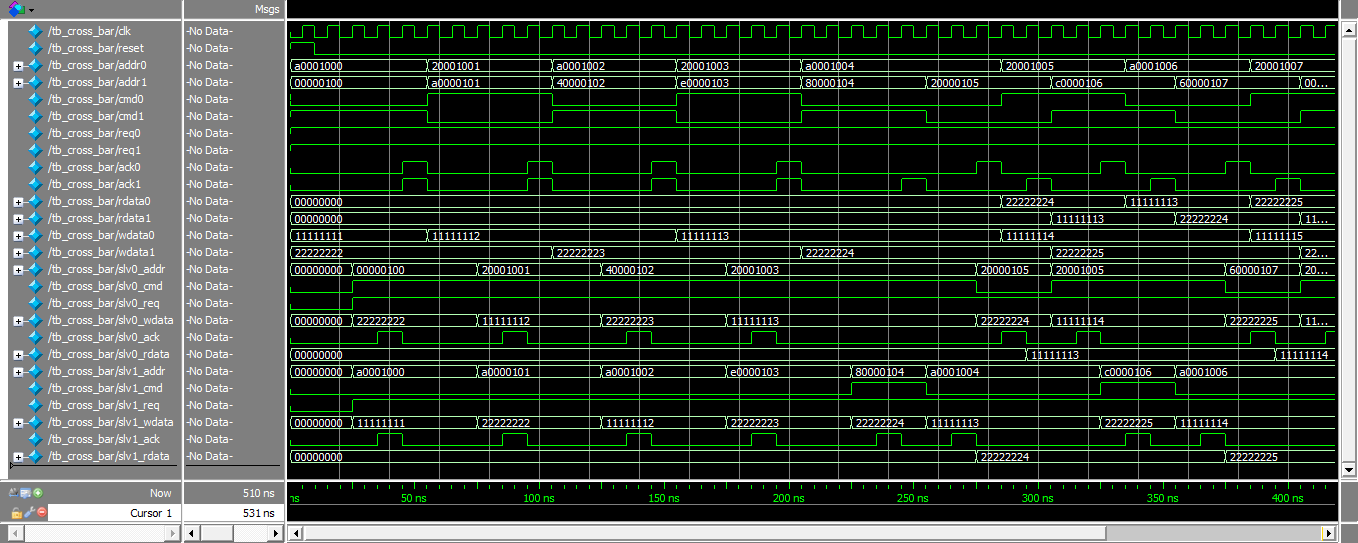 Msgs
/tb_cross_bar/clk -No Data-
/tb_cross_bar/reset -No Data-
/tb_cross_bar/addr0 -No Data- a0001000 20001001 a0001002 20001003 a0001004 20001005 a0001006 20001007
/tb_cross_bar/addr1 -No Data- 00000100 a0000101 40000102 e0000103 80000104 20000105 c0000106 60000107 00...
/tb_cross_bar/cmd0 -No Data-
/tb_cross_bar/cmd1 -No Data-
/tb_cross_bar/req0 -No Data-
/tb_cross_bar/req1 -No Data-
/tb_cross_bar/ack0 -No Data-
/tb_cross_bar/ack1 -No Data-
/tb_cross_bar/rdata0 -No Data- 00000000 22222224 11111113 22222225
/tb_cross_bar/rdata1 -No Data- 00000000 11111113 22222224 11...
/tb_cross_bar/wdata0 -No Data- 11111111 11111112 11111113 11111114 11111115
/tb_cross_bar/wdata1 -No Data- 22222222 22222223 22222224 22222225 22...
/tb_cross_bar/slv0_addr -No Data- 00000000 00000100 20001001 40000102 20001003 20000105 20001005 60000107 20...
/tb_cross_bar/slv0_cmd -No Data-
/tb_cross_bar/slv0_req -No Data-
/tb_cross_bar/slv0_wdata -No Data- 00000000 22222222 11111112 22222223 11111113 22222224 11111114 22222225 11...
/tb_cross_bar/slv0_ack -No Data-
/tb_cross_bar/slv0_rdata -No Data- 00000000 11111113 11111114
/tb_cross_bar/slv1_addr -No Data- 00000000 a0001000 a0000101 a0001002 e0000103 80000104 a0001004 c0000106 a0001006
/tb_cross_bar/slv1_cmd -No Data-
/tb_cross_bar/slv1_req -No Data-
/tb_cross_bar/slv1_wdata -No Data- 00000000 11111111 22222222 11111112 22222223 22222224 11111113 22222225 11111114
/tb_cross_bar/slv1_ack -No Data-
/tb_cross_bar/slv1_rdata -No Data- 00000000 22222224 22222225
Now 510 ns ns 50 ns 100 ns 150 ns 200 ns 250 ns 300 ns 350 ns 400 ns
Cursor 1 531 ns